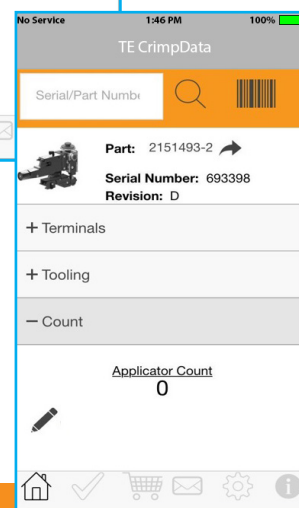 No Service 1:46 PM 100%
TE CrimpData
Serial/Part Numbe
Part: 2151493-2
Serial Number: 693398
Revision: D
+ Terminals
+ Tooling
− Count
Applicator Count
0